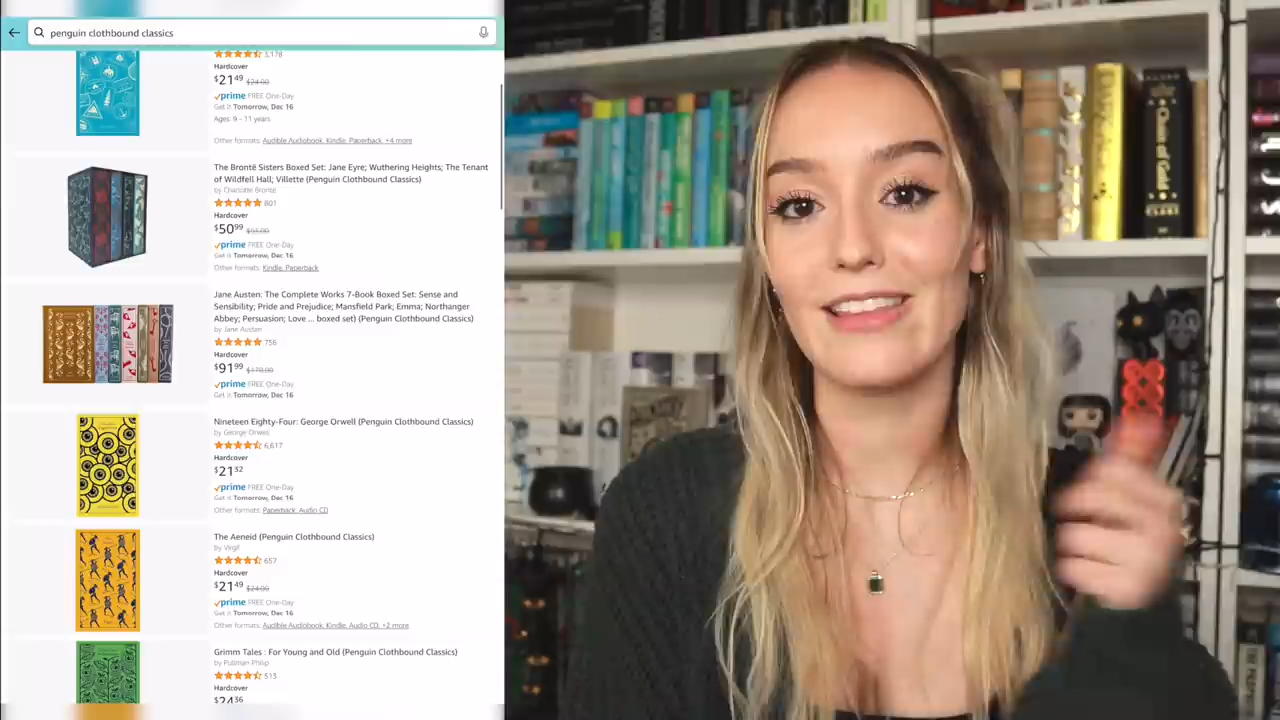 penguin clothbound classics
3,178
Hardcover
$21 49 $24.00
prime FREE One-Day
Get it Tomorrow, Dec 16
Ages: 9 - 11 years
Other formats: Audible Audiobook, Kindle, Paperback, +4 more
The Brontë Sisters Boxed Set: Jane Eyre; Wuthering Heights; The Tenant
of Wildfell Hall; Villette (Penguin Clothbound Classics)
by Charlotte Brontë
801
Hardcover
$50 99
prime FREE One-Day
Get it Tomorrow, Dec 16
Other formats: Kindle, Paperback
Jane Austen: The Complete Works 7-Book Boxed Set: Sense and
Sensibility; Pride and Prejudice; Mansfield Park; Emma; Northanger
Abbey; Persuasion; Love ... boxed set) (Penguin Clothbound Classics)
by Jane Austen
756
Hardcover
$91 99
prime FREE One-Day
Get it Tomorrow, Dec 16
Nineteen Eighty-Four: George Orwell (Penguin Clothbound Classics)
by George Orwell
6,617
Hardcover
$21 32
prime FREE One-Day
Get it Tomorrow, Dec 16
Other formats: Paperback, Audio CD
The Aeneid (Penguin Clothbound Classics)
by Virgil
657
Hardcover
$21 49 $24.00
prime FREE One-Day
Get it Tomorrow, Dec 16
Other formats: Audible Audiobook, Kindle, Audio CD, +2 more
Grimm Tales : For Young and Old (Penguin Clothbound Classics)
by Pullman Philip
513
Hardcover
$24 36